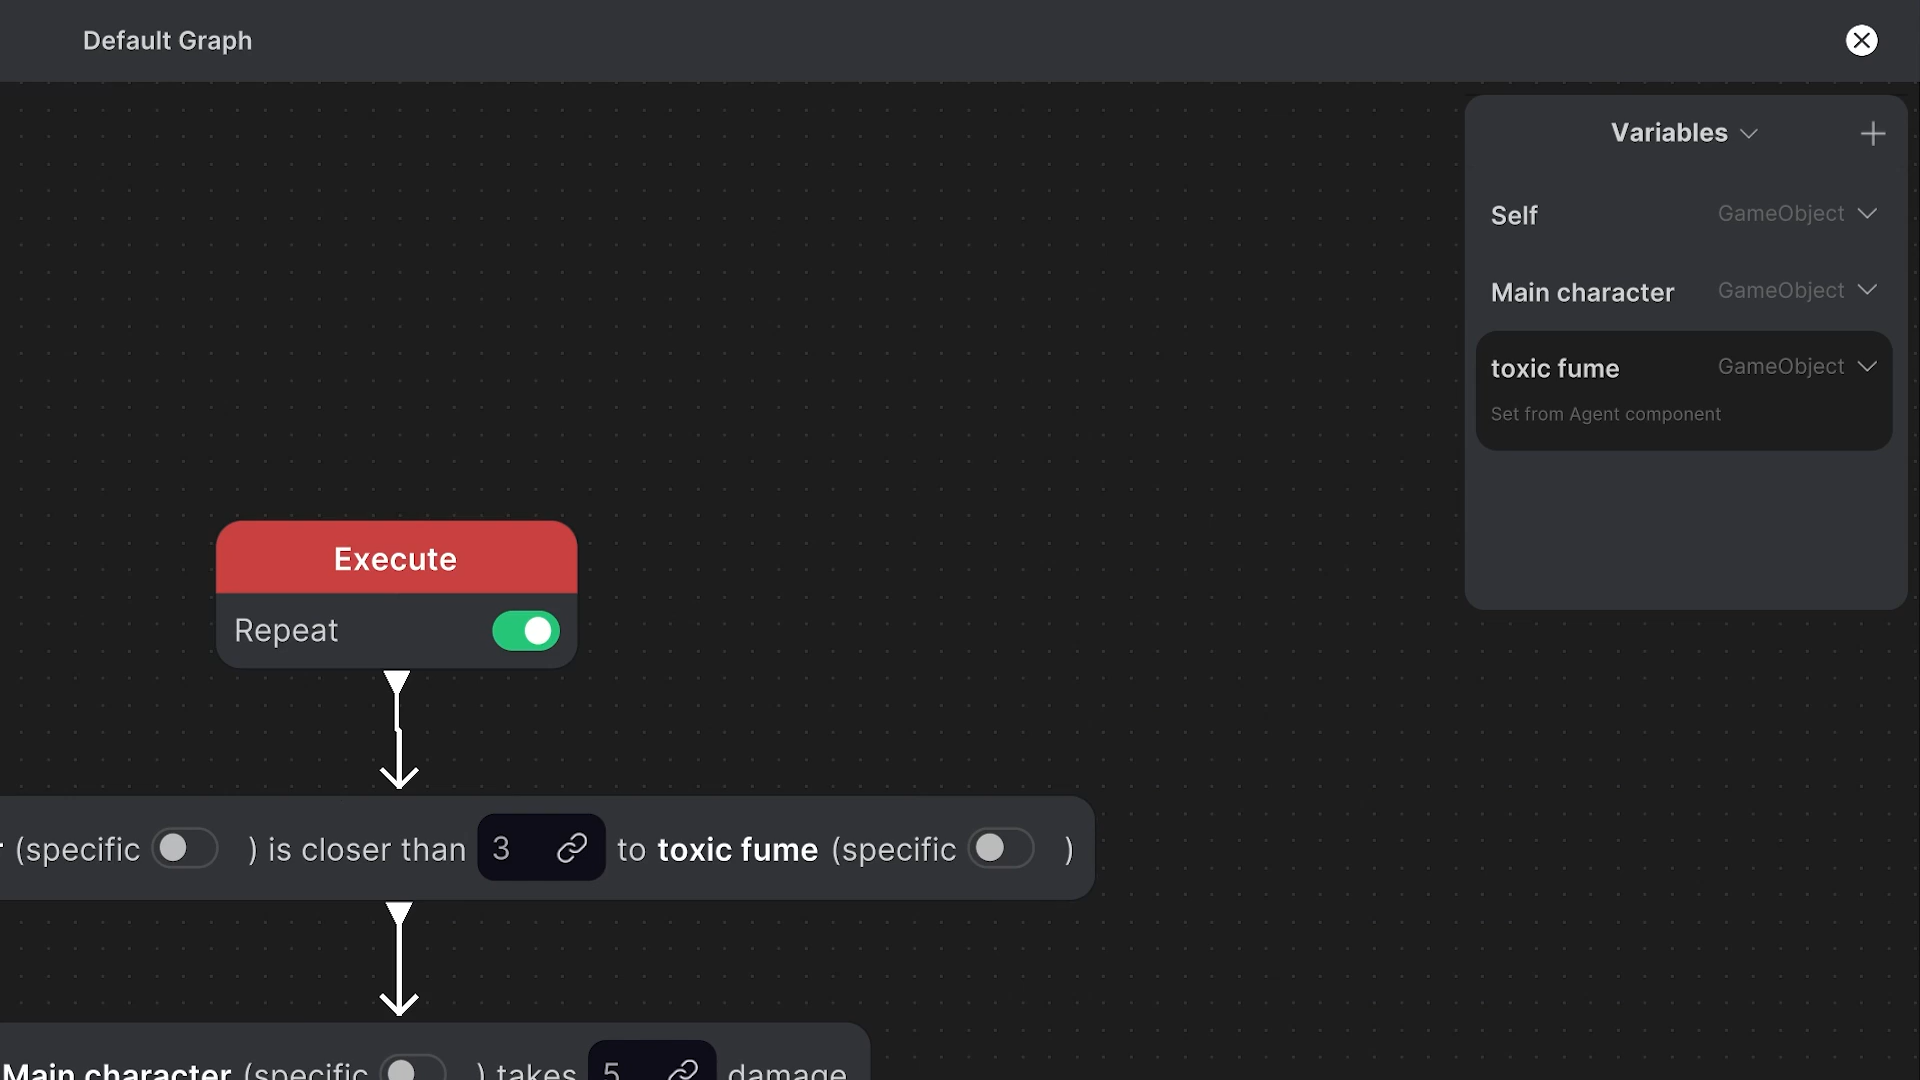 Default Graph
Variables
Self GameObject
Main character GameObject
toxic fume GameObject
Set from Agent component
Execute
Repeat
(specific ) is closer than 3 to toxic fume (specific )
Main character (specific ) takes 5 damage